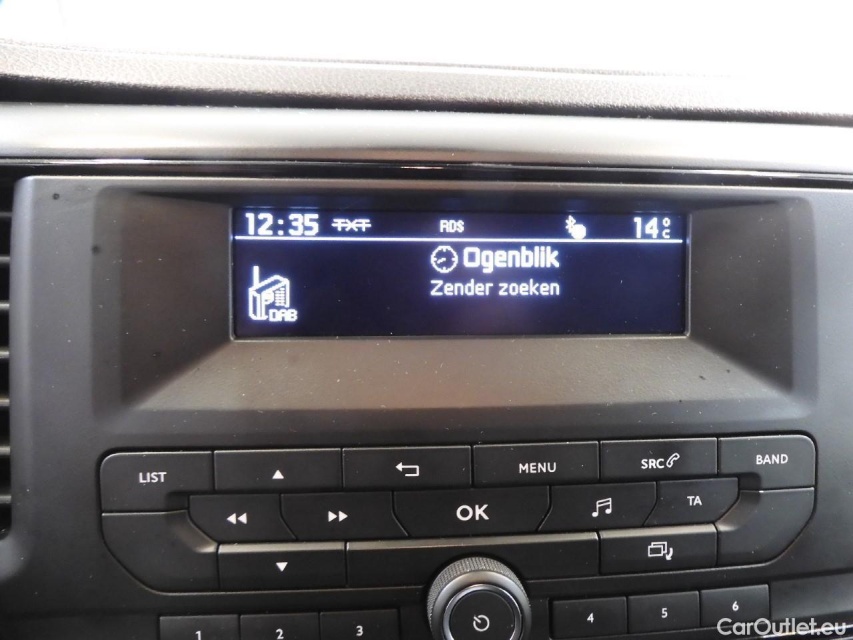 12:35 TXT RDS 14°C
Ogenblik
Zender zoeken
DAB
LIST MENU SRC BAND
OK TA
1 2 3 4 5 6
CarOutlet.eu